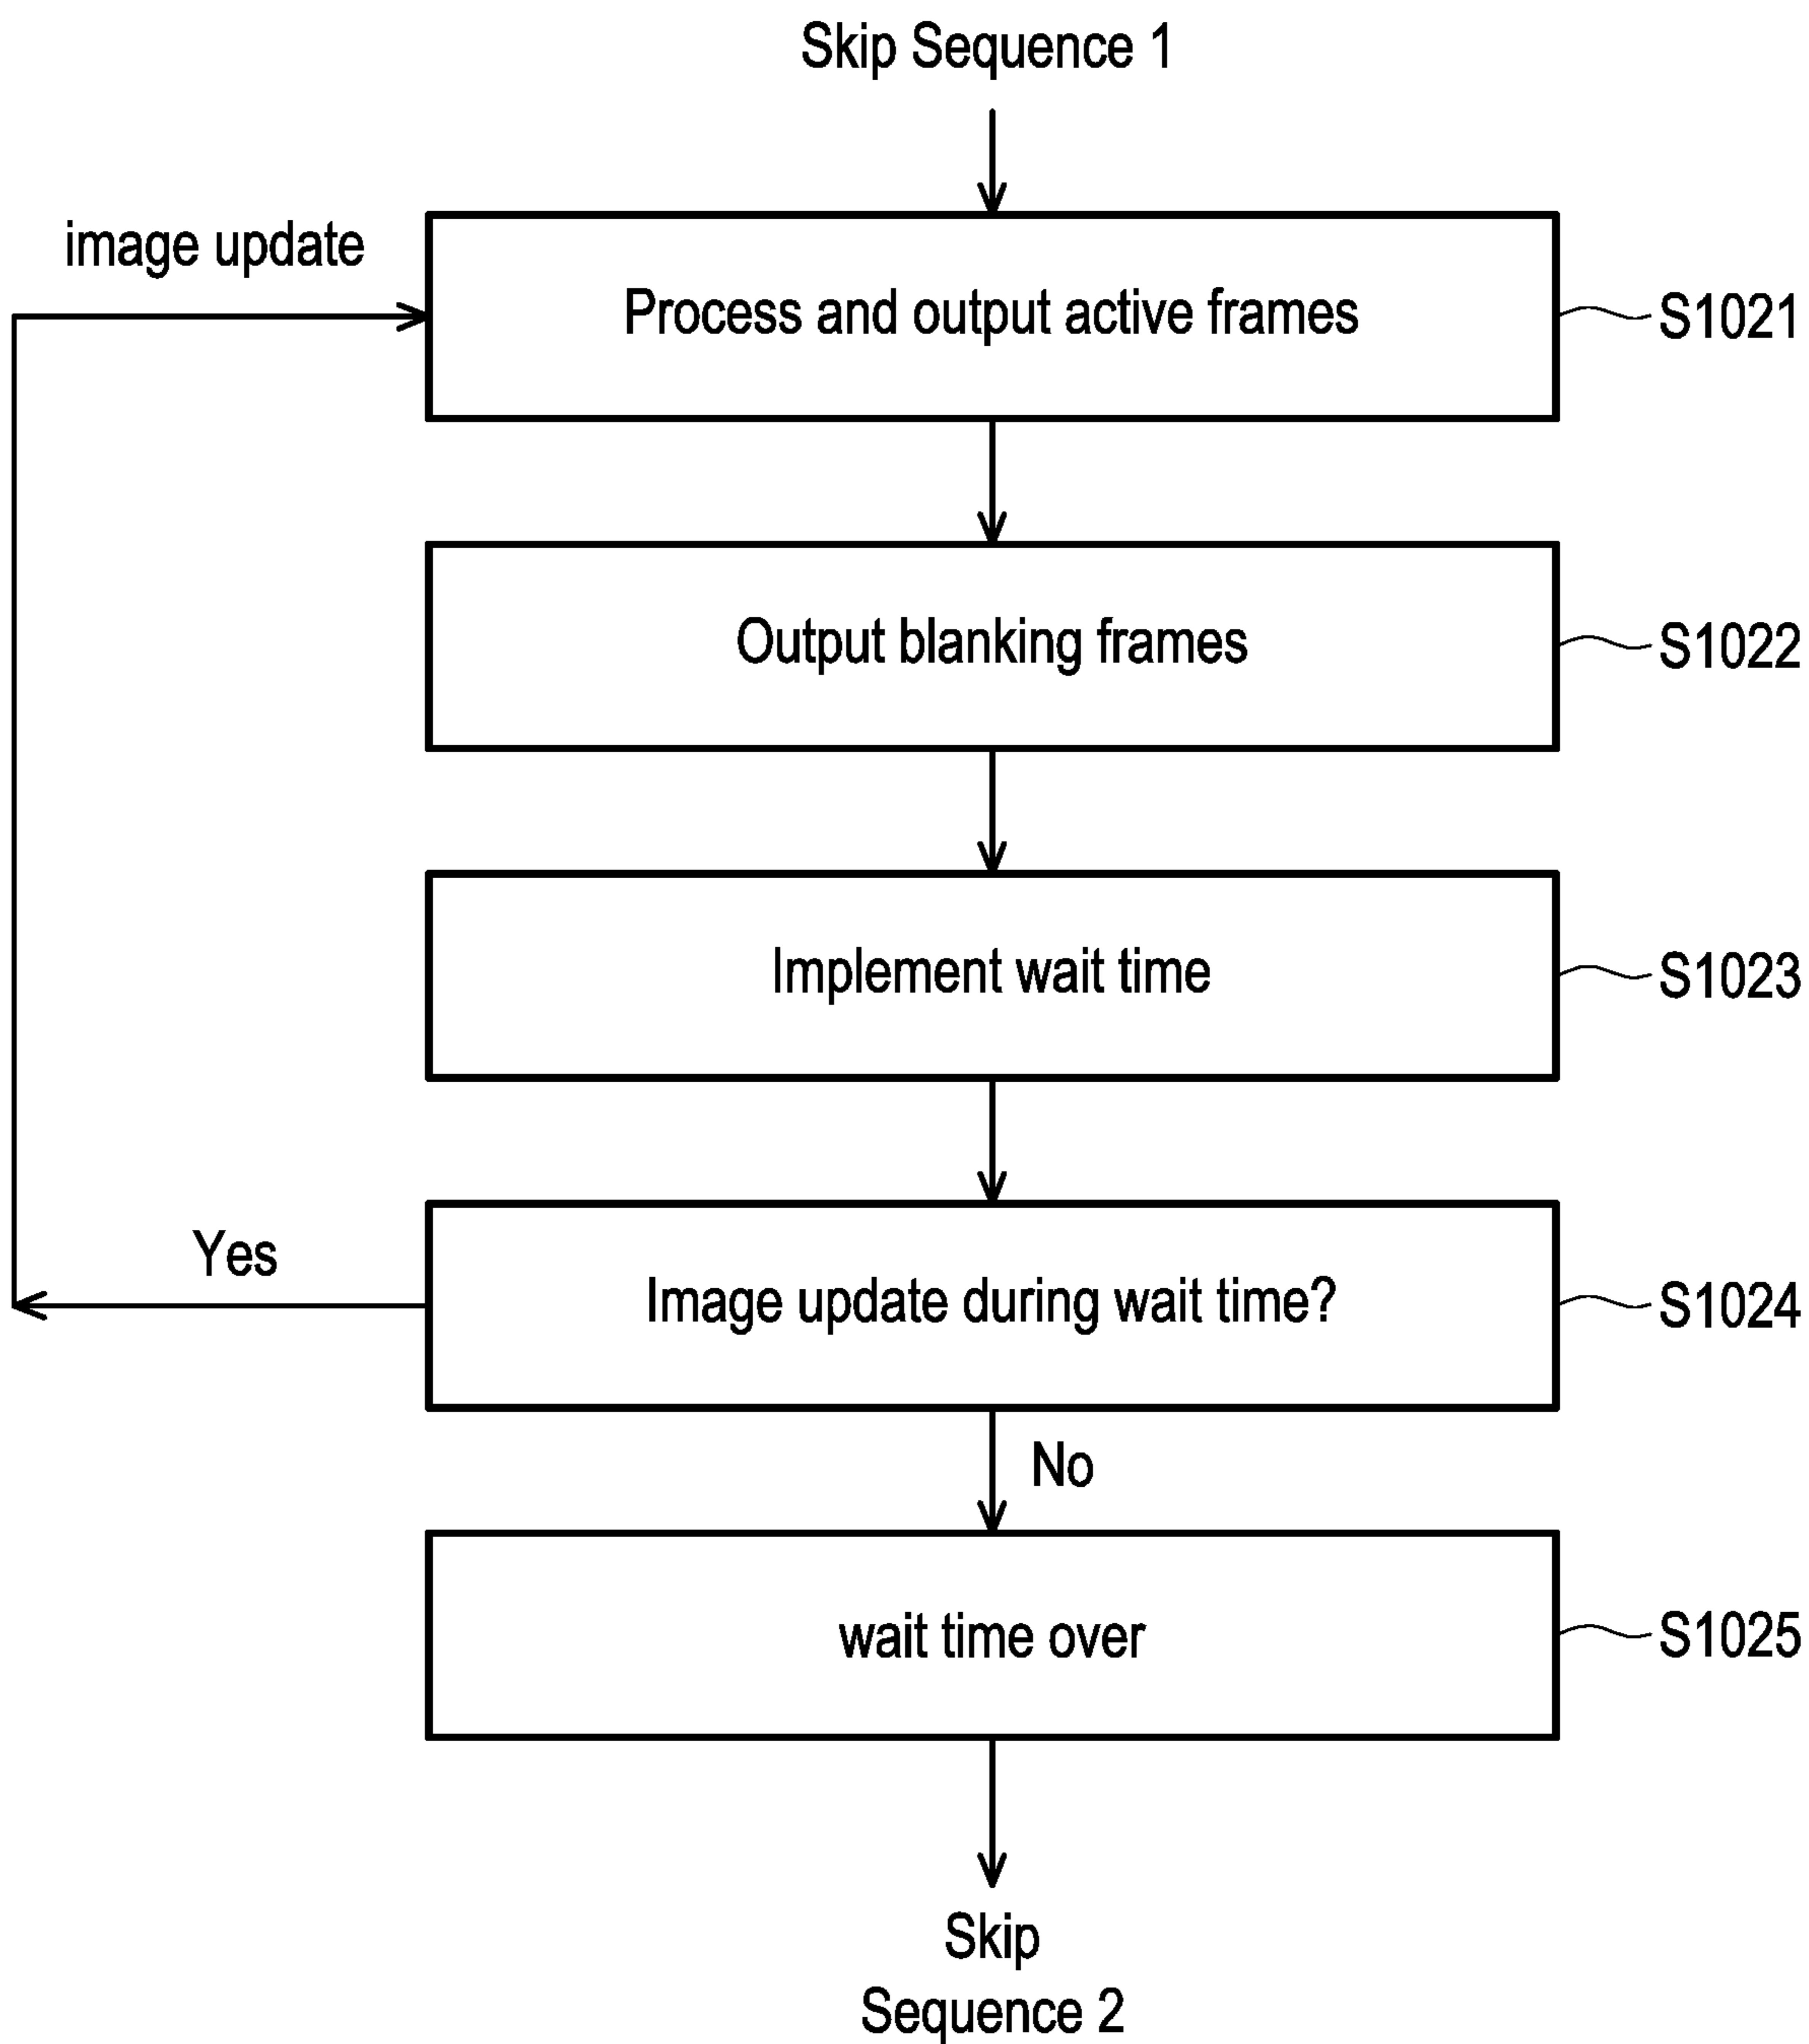 Skip Sequence 1
image update
Process and output active frames
S1021
Output blanking frames
S1022
Implement wait time
S1023
Yes
Image update during wait time?
S1024
No
wait time over
S1025
Skip
Sequence 2